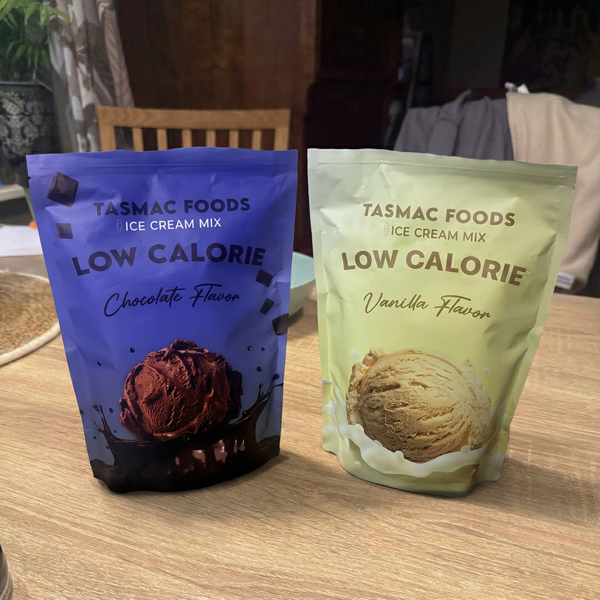 TASMAC FOODS
ICE CREAM MIX
LOW CALORIE
Chocolate Flavor
TASMAC FOODS
ICE CREAM MIX
LOW CALORIE
Vanilla Flavor